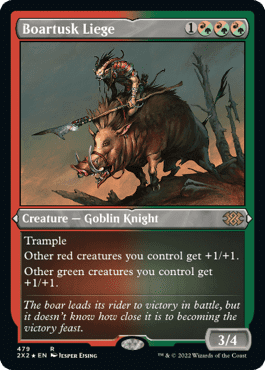 Boartusk Liege 1
Creature — Goblin Knight
Trample
Other red creatures you control get +1/+1.
Other green creatures you control get
+1/+1.
The boar leads its rider to victory in battle, but
it doesn't know how close it is to becoming the
victory feast.
3/4
479 R
2X2 ★ EN Jesper Ejsing
™ & © 2022 Wizards of the Coast